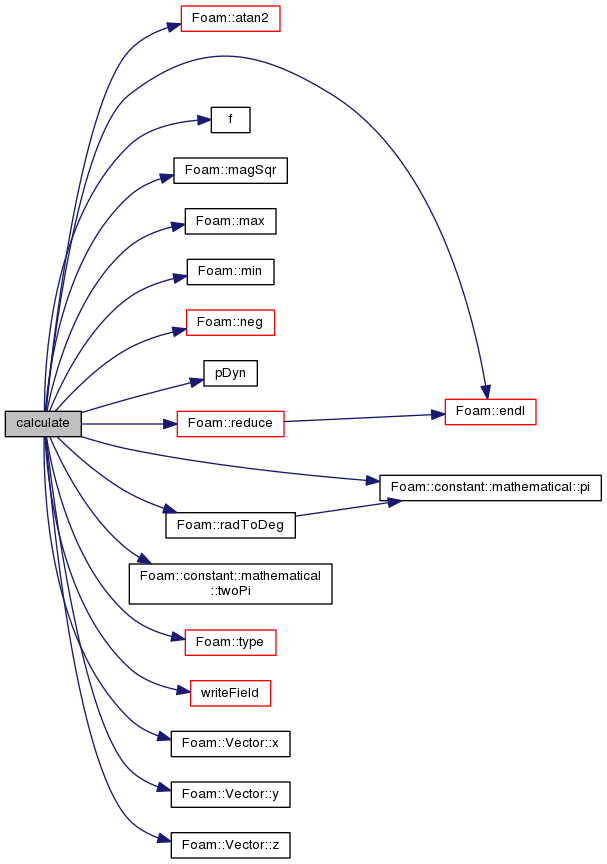 Foam::atan2
f
Foam::magSqr
Foam::max
Foam::min
Foam::neg
pDyn
calculate
Foam::reduce
Foam::endl
Foam::constant::mathematical::pi
Foam::radToDeg
Foam::constant::mathematical
::twoPi
Foam::type
writeField
Foam::Vector::x
Foam::Vector::y
Foam::Vector::z